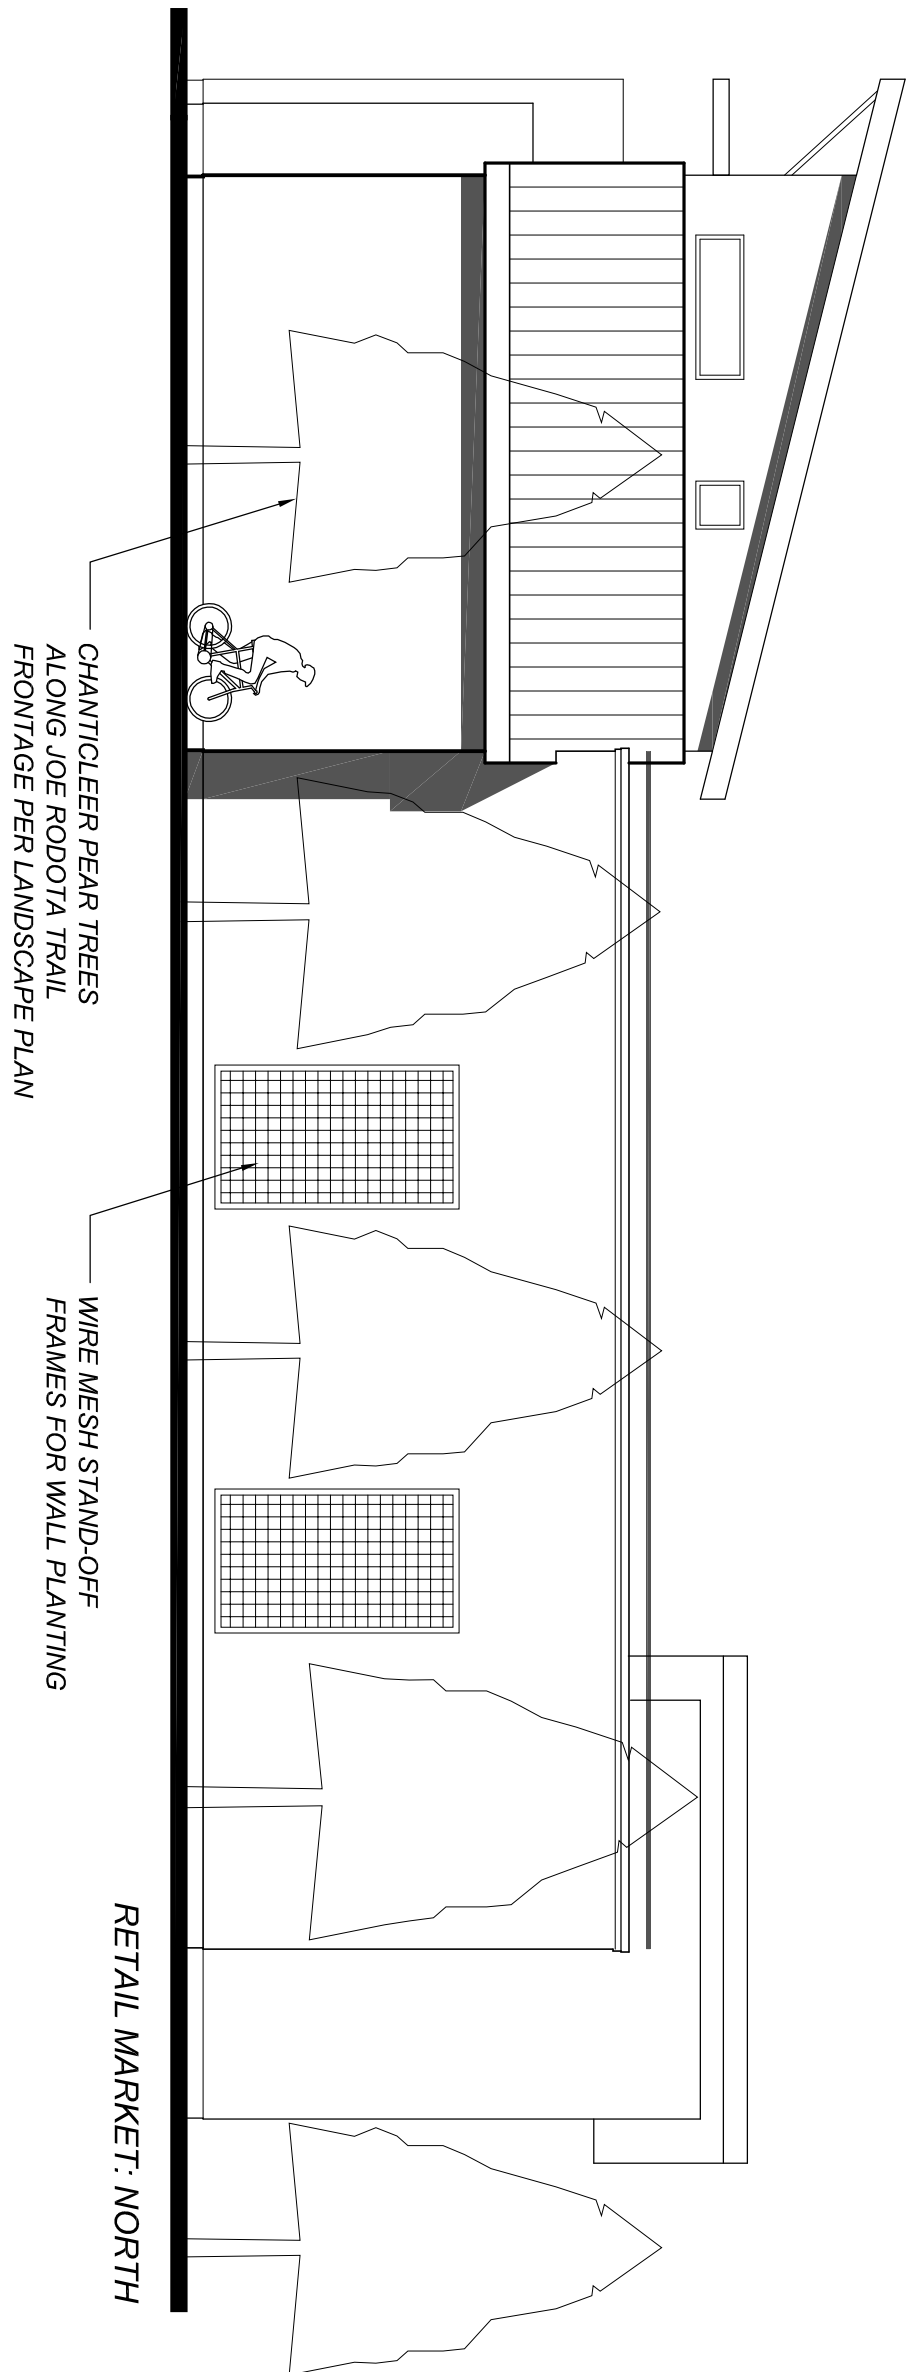 CHANTICLEER PEAR TREES
ALONG JOE RODOTA TRAIL
FRONTAGE PER LANDSCAPE PLAN
WIRE MESH STAND-OFF
FRAMES FOR WALL PLANTING
RETAIL MARKET: NORTH